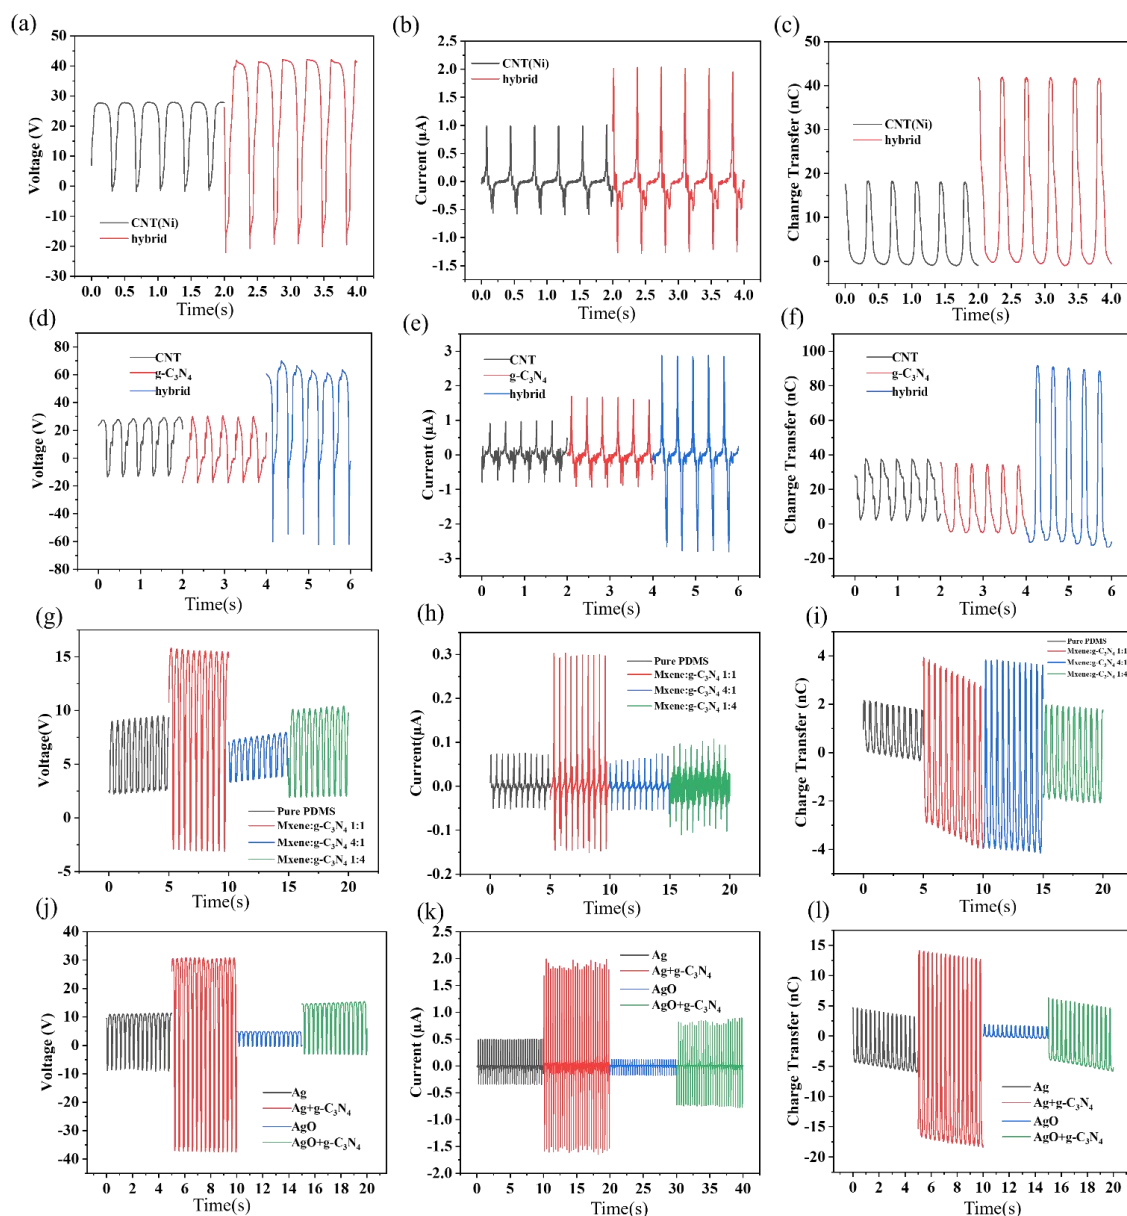 (a)
50
40
30
20
10
0
-10
-20
-30
Voltage (V)
CNT(Ni)
hybrid
0.0 0.5 1.0 1.5 2.0 2.5 3.0 3.5 4.0
Time(s)
(b)
2.5
2.0
1.5
1.0
0.5
0.0
-0.5
-1.0
-1.5
Current (μA)
CNT(Ni)
hybrid
0.0 0.5 1.0 1.5 2.0 2.5 3.0 3.5 4.0
Time(s)
(c)
50
40
30
20
10
0
Chanrge Transfer (nC)
CNT(Ni)
hybrid
0.0 0.5 1.0 1.5 2.0 2.5 3.0 3.5 4.0
Time(s)
(d)
80
60
40
20
0
-20
-40
-60
-80
Voltage (V)
CNT
g-C₃N₄
hybrid
0 1 2 3 4 5 6
Time(s)
(e)
3
2
1
0
-1
-2
-3
Current (μA)
CNT
g-C₃N₄
hybrid
0 1 2 3 4 5 6
Time(s)
(f)
100
80
60
40
20
0
-20
Chanrge Transfer (nC)
CNT
g-C₃N₄
hybrid
0 1 2 3 4 5 6
Time(s)
(g)
15
10
5
0
-5
Voltage(V)
Pure PDMS
Mxene:g-C₃N₄ 1:1
Mxene:g-C₃N₄ 4:1
Mxene:g-C₃N₄ 1:4
0 5 10 15 20
Time(s)
(h)
0.3
0.2
0.1
0.0
-0.1
-0.2
Current(μA)
Pure PDMS
Mxene:g-C₃N₄ 1:1
Mxene:g-C₃N₄ 4:1
Mxene:g-C₃N₄ 1:4
0 5 10 15 20
Time(s)
(i)
4
2
0
-2
-4
Charge Transfer (nC)
Pure PDMS
Mxene:g-C₃N₄ 1:1
Mxene:g-C₃N₄ 4:1
Mxene:g-C₃N₄ 1:4
0 5 10 15 20
Time(s)
(j)
40
30
20
10
0
-10
-20
-30
-40
Voltage (V)
Ag
Ag+g-C₃N₄
AgO
AgO+g-C₃N₄
0 2 4 6 8 10 12 14 16 18 20
Time(s)
(k)
2.5
2.0
1.5
1.0
0.5
0.0
-0.5
-1.0
-1.5
-2.0
Current (μA)
Ag
Ag+g-C₃N₄
AgO
AgO+g-C₃N₄
0 5 10 15 20 25 30 35 40
Time(s)
(l)
15
10
5
0
-5
-10
-15
-20
Charge Transfer (nC)
Ag
Ag+g-C₃N₄
AgO
AgO+g-C₃N₄
0 2 4 6 8 10 12 14 16 18 20
Time(s)